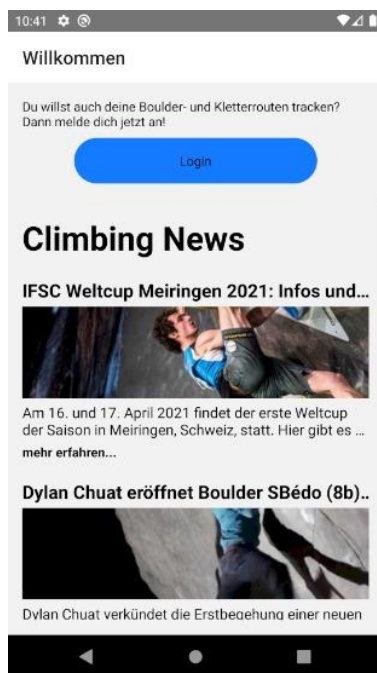 10:41
Willkommen
Du willst auch deine Boulder- und Kletterrouten tracken?
Dann melde dich jetzt an!
Login
Climbing News
IFSC Weltcup Meiringen 2021: Infos und...
Am 16. und 17. April 2021 findet der erste Weltcup
der Saison in Meiringen, Schweiz, statt. Hier gibt es ...
mehr erfahren...
Dylan Chuat eröffnet Boulder SBédo (8b)..
Dylan Chuat verkündet die Erstbegehung einer neuen